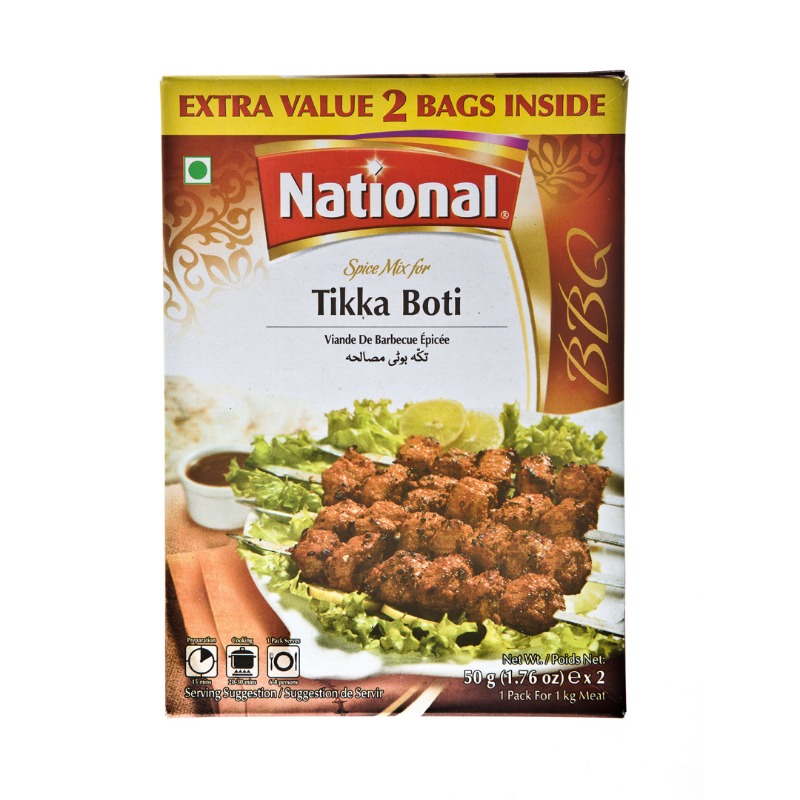 EXTRA VALUE 2 BAGS INSIDE
National®
BBQ
Spice Mix for
Tikka Boti
Viande De Barbecue Épicée
تکّہ بوٹی مصالحہ
Preparation
15 mins
Cooking
20-30 mins
1 Pack Serves
6-8 persons
Serving Suggestion / Suggestion de Servir
Net Wt. / Poids Net:
50 g (1.76 oz) ℮ x 2
1 Pack For 1 kg Meat